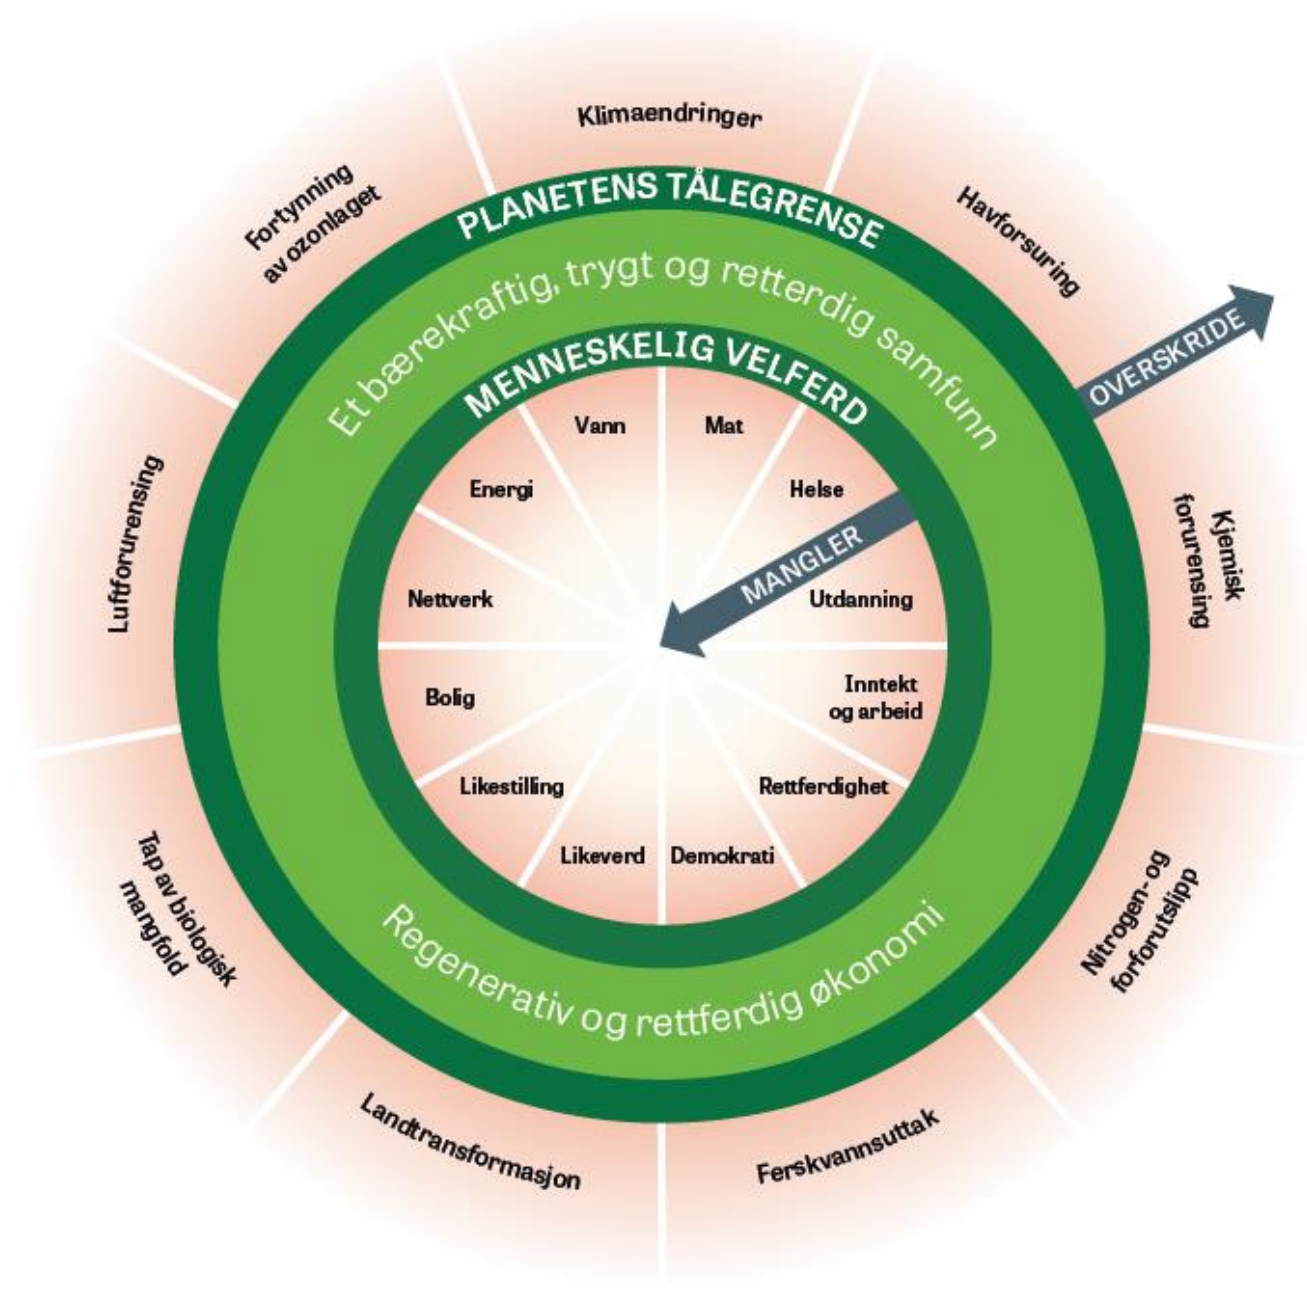 Klimaendringer
Havforsuring
Kjemisk
forurensing
Nitrogen- og
forforutslipp
Ferskvannsuttak
Landtransformasjon
Tap av biologisk
mangfold
Luftforurensing
Fortynning
av ozonlaget
PLANETENS TÅLEGRENSE
OVERSKRIDE
Et bærekraftig, trygt og retterdig samfunn
MENNESKELIG VELFERD
Vann
Mat
Energi
Helse
MANGLER
Nettverk
Utdanning
Bolig
Inntekt
og arbeid
Likestilling
Rettferdighet
Likeverd
Demokrati
Regenerativ og rettferdig økonomi